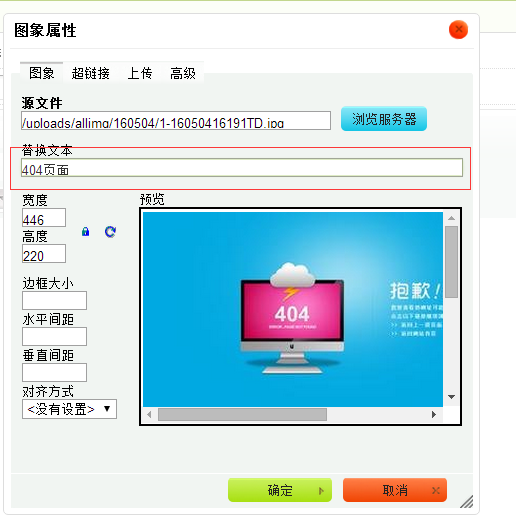 图象属性
图象 超链接 上传 高级
源文件
/uploads/allimg/160504/1-16050416191TD.jpg
浏览服务器
替换文本
404页面
宽度
446
高度
220
预览
404
抱歉!
边框大小
水平间距
垂直间距
对齐方式
<没有设置>
确定
取消